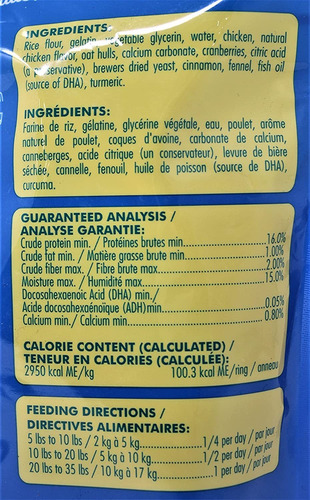 INGREDIENTS:
Rice flour, gelatin, vegetable glycerin, water, chicken, natural
chicken flavor, oat hulls, calcium carbonate, cranberries, citric acid
(a preservative), brewers dried yeast, cinnamon, fennel, fish oil
(source of DHA), turmeric.
INGRÉDIENTS:
Farine de riz, gélatine, glycérine végétale, eau, poulet, arôme
naturel de poulet, coques d'avoine, carbonate de calcium,
canneberges, acide citrique (un conservateur), levure de bière
séchée, cannelle, fenouil, huile de poisson (source de DHA),
curcuma.
GUARANTEED ANALYSIS /
ANALYSE GARANTIE:
Crude protein min. / Protéines brutes min. 16.0%
Crude fat min. / Matière grasse brute min. 1.00%
Crude fiber max. / Fibre brute max. 2.00%
Moisture max. / Humidité max. 15.0%
Docosahexaenoic Acid (DHA) min./
Acide docosahexaénoïque (ADH)min. 0.05%
Calcium min./ Calcium min. 0.80%
CALORIE CONTENT (CALCULATED) /
TENEUR EN CALORIES (CALCULÉE):
2950 kcal ME/kg 100.3 kcal ME/ring / anneau
FEEDING DIRECTIONS /
DIRECTIVES ALIMENTAIRES:
5 lbs to 10 lbs / 2 kg à 5 kg 1/4 per day / par jour
10 lbs to 20 lbs / 5 kg à 10 kg 1/2 per day / par jour
20 lbs to 35 lbs / 10 kg à 17 kg 1 per day / par jour